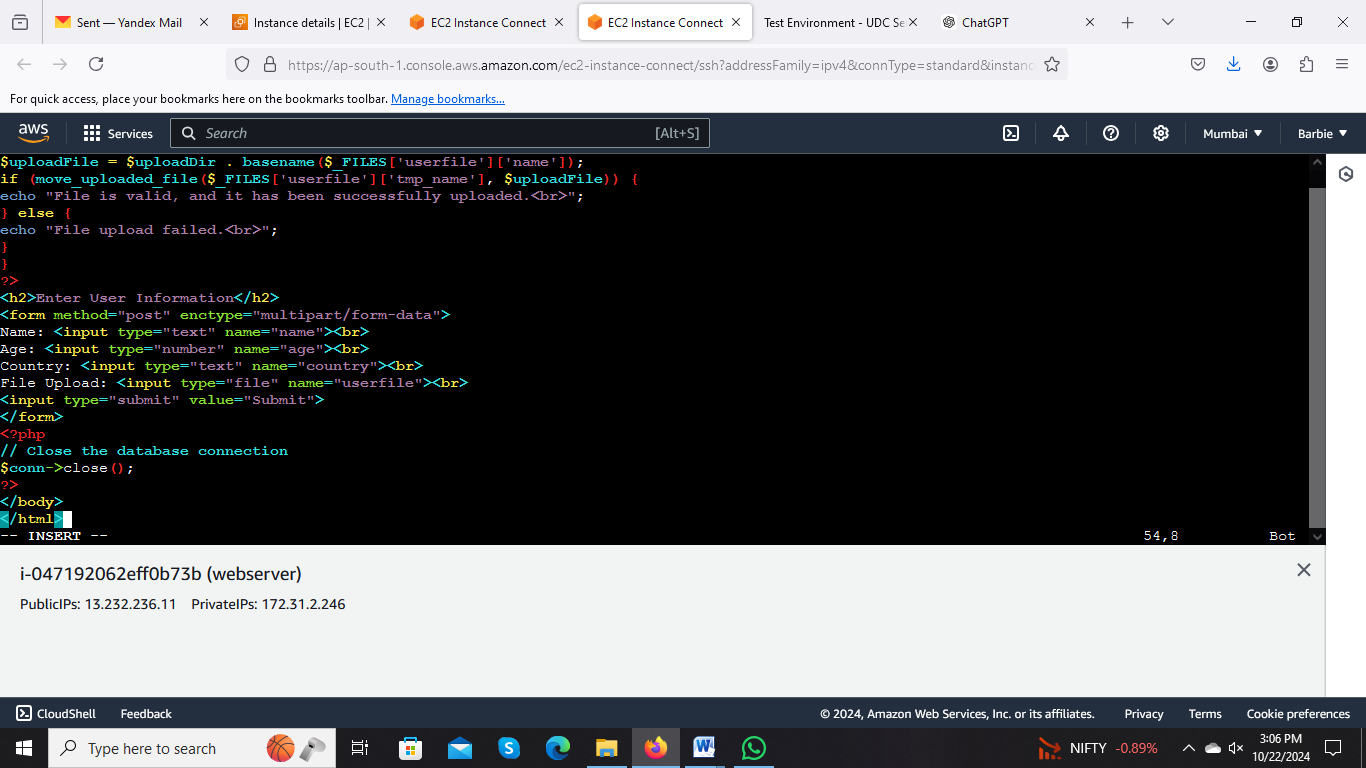 Sent — Yandex Mail
Instance details | EC2 |
EC2 Instance Connect
EC2 Instance Connect
Test Environment - UDC Se
ChatGPT
https://ap-south-1.console.aws.amazon.com/ec2-instance-connect/ssh?addressFamily=ipv4&connType=standard&instanc
For quick access, place your bookmarks here on the bookmarks toolbar. Manage bookmarks...
aws
Services
Search
[Alt+S]
Mumbai
Barbie
$uploadFile = $uploadDir . basename($_FILES['userfile']['name']);
if (move_uploaded_file($_FILES['userfile']['tmp_name'], $uploadFile)) {
echo "File is valid, and it has been successfully uploaded.<br>";
} else {
echo "File upload failed.<br>";
}
}
?>
<h2>Enter User Information</h2>
<form method="post" enctype="multipart/form-data">
Name: <input type="text" name="name"><br>
Age: <input type="number" name="age"><br>
Country: <input type="text" name="country"><br>
File Upload: <input type="file" name="userfile"><br>
<input type="submit" value="Submit">
</form>
<?php
// Close the database connection
$conn->close();
?>
</body>
</html>
-- INSERT --
54,8
Bot
i-047192062eff0b73b (webserver)
PublicIPs: 13.232.236.11 PrivateIPs: 172.31.2.246
CloudShell
Feedback
© 2024, Amazon Web Services, Inc. or its affiliates.
Privacy
Terms
Cookie preferences
Type here to search
NIFTY -0.89%
3:06 PM
10/22/2024